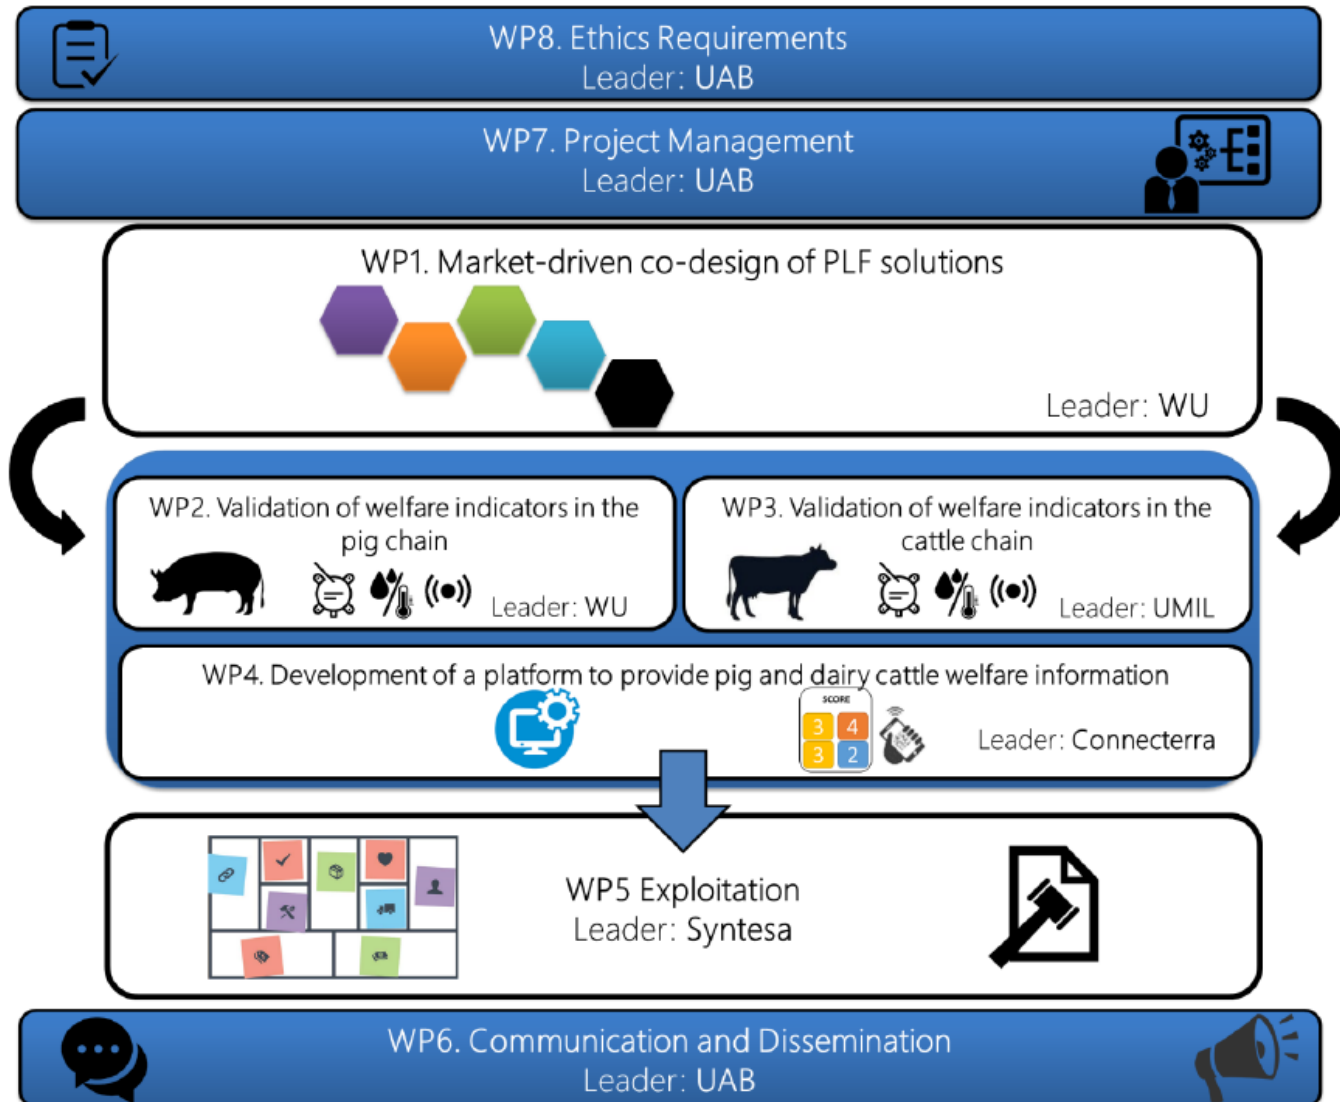 WP8. Ethics Requirements
Leader: UAB
WP7. Project Management
Leader: UAB
WP1. Market-driven co-design of PLF solutions
Leader: WU
WP2. Validation of welfare indicators in the
pig chain
Leader: WU
WP3. Validation of welfare indicators in the
cattle chain
Leader: UMIL
WP4. Development of a platform to provide pig and dairy cattle welfare information
SCORE
3 4
3 2
Leader: Connecterra
WP5 Exploitation
Leader: Syntesa
WP6. Communication and Dissemination
Leader: UAB